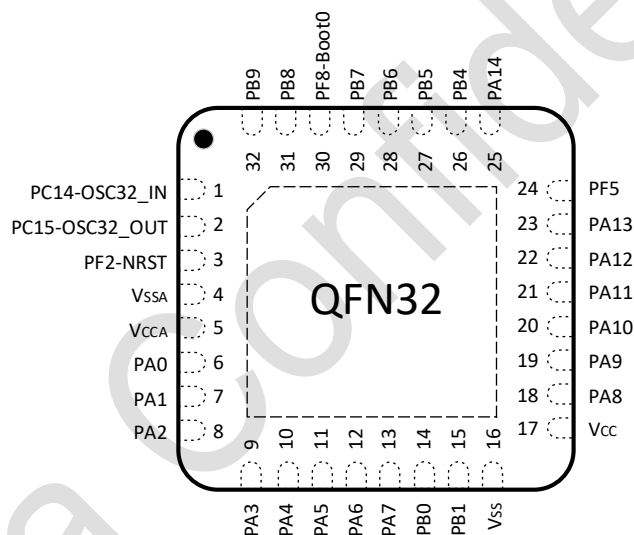 PB9
PB8
PF8-Boot0
PB7
PB6
PB5
PB4
PA14
32
31
30
29
28
27
26
25
PC14-OSC32_IN 1
PC15-OSC32_OUT 2
PF2-NRST 3
VSSA 4
VCCA 5
PA0 6
PA1 7
PA2 8
QFN32
24 PF5
23 PA13
22 PA12
21 PA11
20 PA10
19 PA9
18 PA8
17 VCC
9
10
11
12
13
14
15
16
PA3
PA4
PA5
PA6
PA7
PB0
PB1
VSS